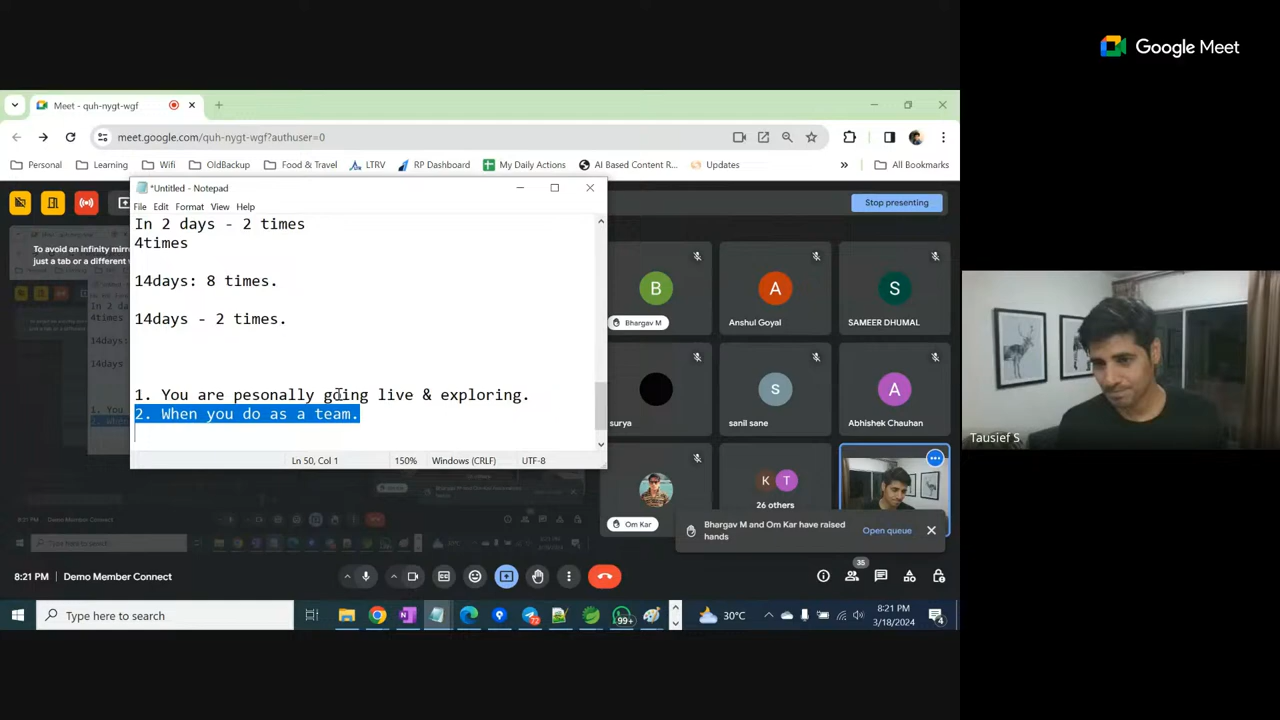 Google Meet
Meet - quh-nygt-wgf
meet.google.com/quh-nygt-wgf?authuser=0
Personal
Learning
Wifi
OldBackup
Food & Travel
LTRV
RP Dashboard
My Daily Actions
AI Based Content R...
Updates
All Bookmarks
*Untitled - Notepad
File Edit Format View Help
Stop presenting
To avoid an infinity mirr
just a tab or a different
In 2 days - 2 times
4times
14days: 8 times.
14days - 2 times.
1. You are pesonally going live & exploring.
2. When you do as a team.
Ln 50, Col 1
150%
Windows (CRLF)
UTF-8
B
Bhargav M
A
Anshul Goyal
S
SAMEER DHUMAL
surya
s
sanil sane
A
Abhishek Chauhan
Om Kar
K T
26 others
Tausief S
Bhargav M and Om Kar have raised
hands
Open queue
8:21 PM Demo Member Connect
35
Type here to search
72
99+
30°C
8:21 PM
3/18/2024
4